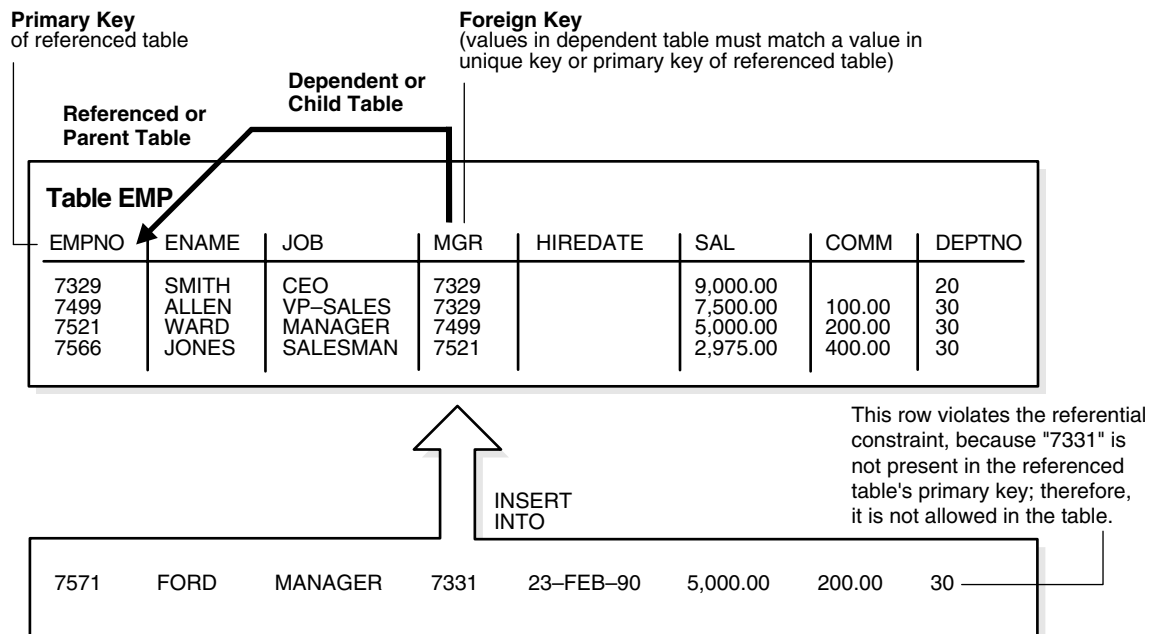 Primary Key
of referenced table
Foreign Key
(values in dependent table must match a value in
unique key or primary key of referenced table)
Dependent or
Child Table
Referenced or
Parent Table
Table EMP
EMPNO ENAME JOB MGR HIREDATE SAL COMM DEPTNO
7329 SMITH CEO 7329 9,000.00 20
7499 ALLEN VP–SALES 7329 7,500.00 100.00 30
7521 WARD MANAGER 7499 5,000.00 200.00 30
7566 JONES SALESMAN 7521 2,975.00 400.00 30
This row violates the referential
constraint, because "7331" is
not present in the referenced
table's primary key; therefore,
it is not allowed in the table.
INSERT
INTO
7571 FORD MANAGER 7331 23–FEB–90 5,000.00 200.00 30